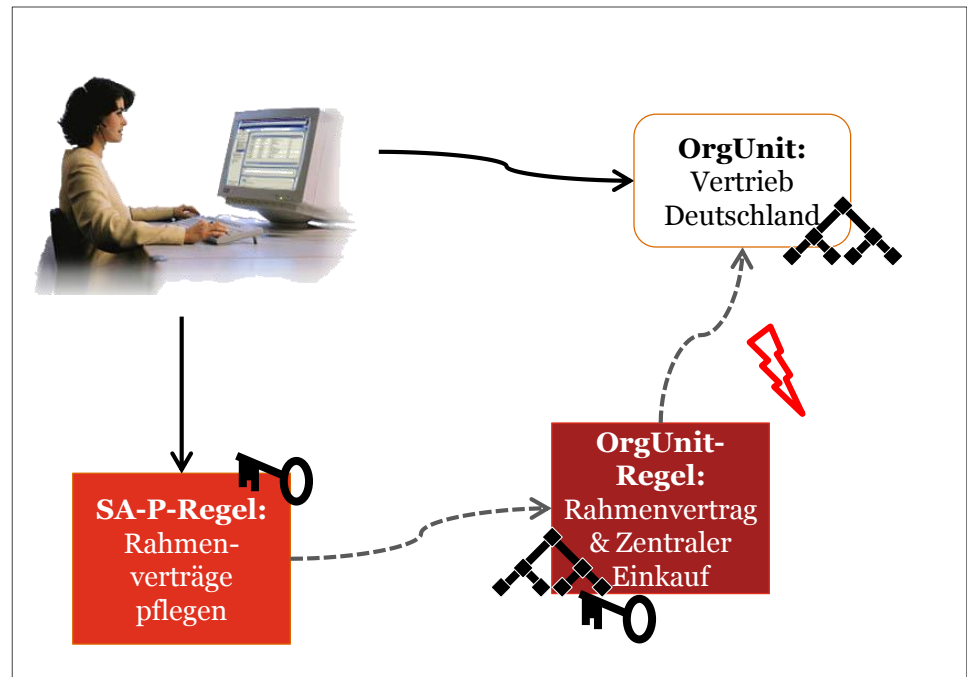 OrgUnit:
Vertrieb
Deutschland
OrgUnit-
Regel:
Rahmenvertrag
& Zentraler
Einkauf
SA-P-Regel:
Rahmen-
verträge
pflegen